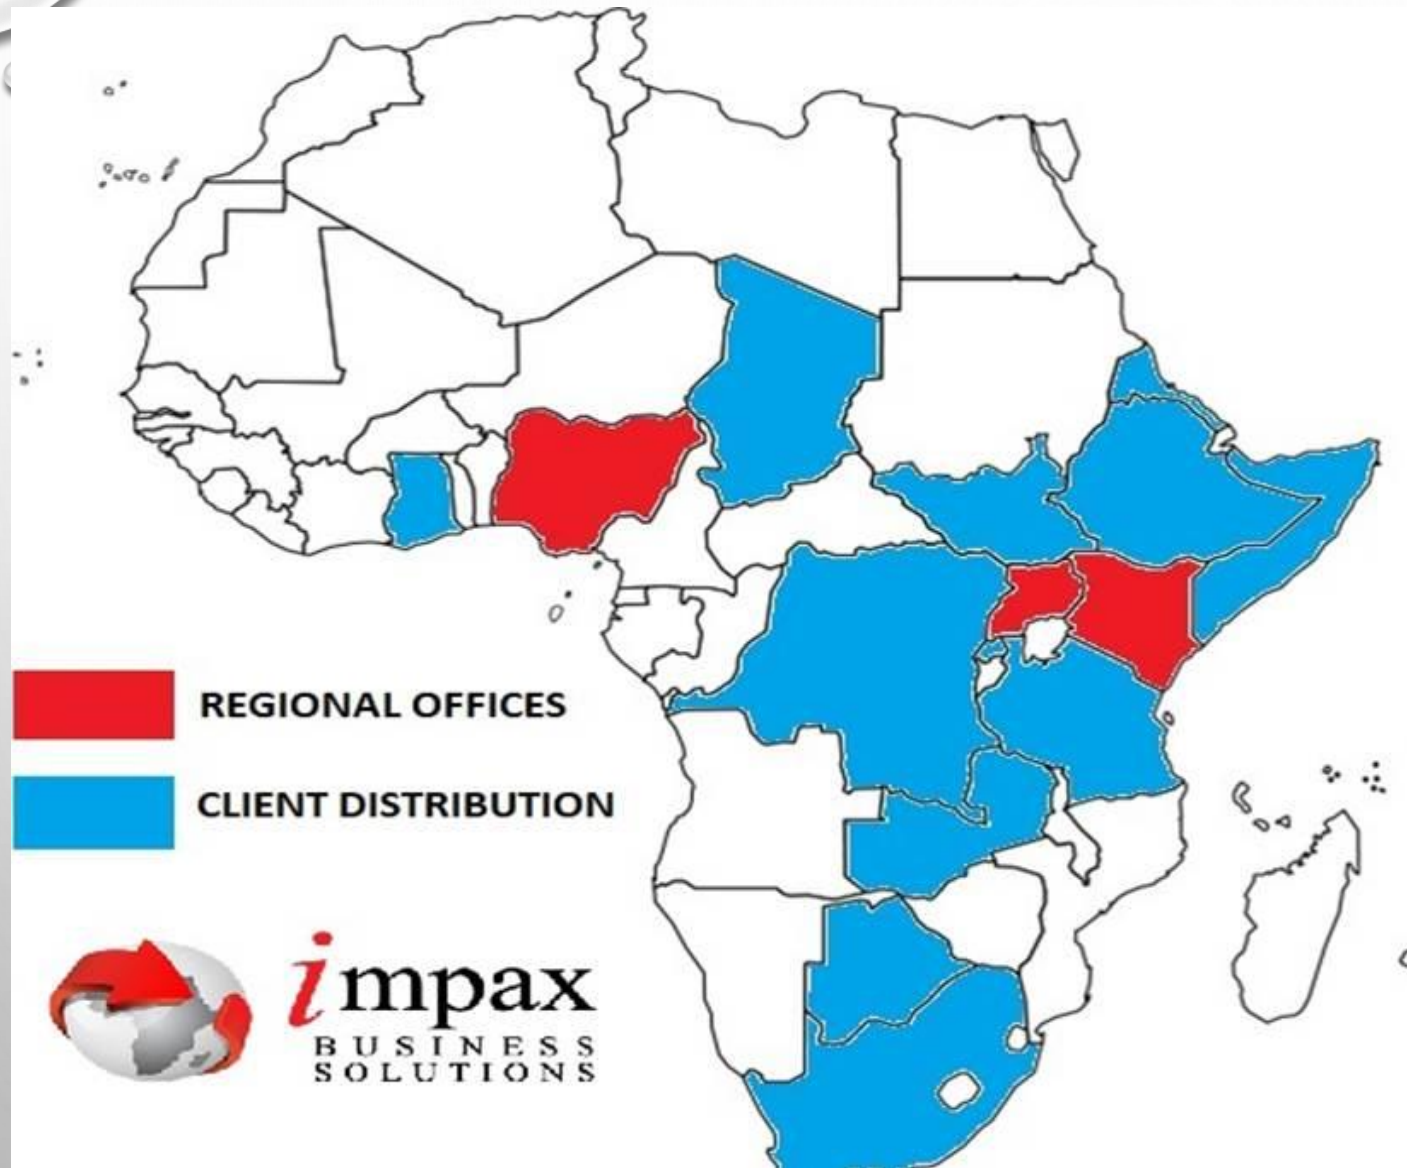 REGIONAL OFFICES
CLIENT DISTRIBUTION
impax
BUSINESS
SOLUTIONS